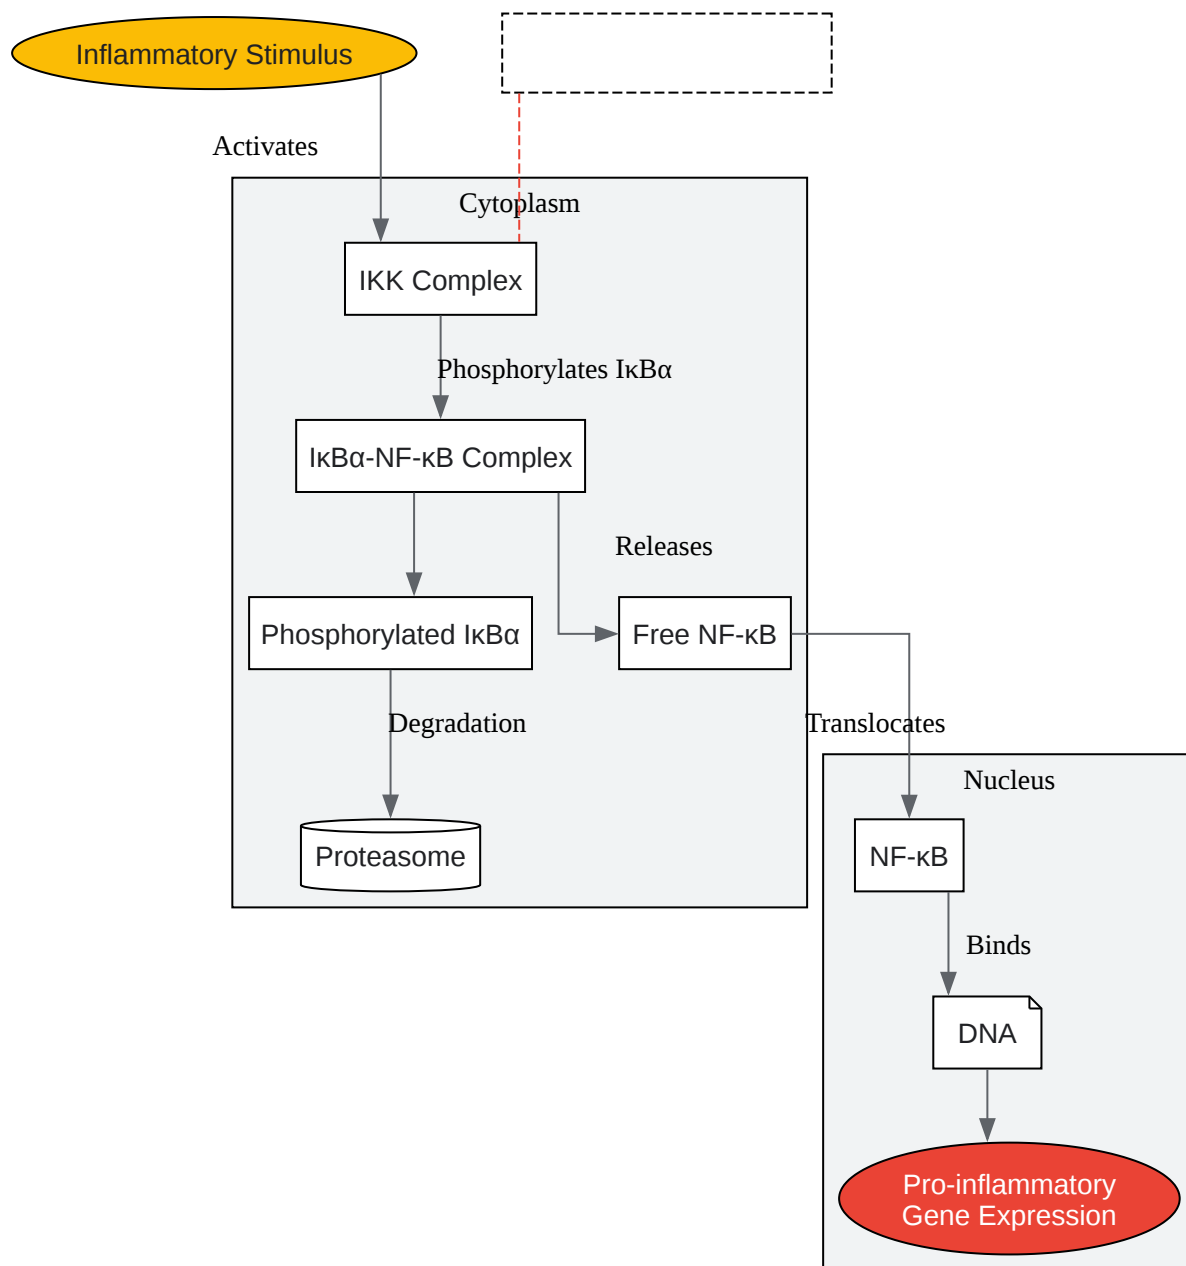 Inflammatory Stimulus
Activates
Cytoplasm
IKK Complex
Phosphorylates IκBα
IκBα-NF-κB Complex
Releases
Phosphorylated IκBα
Free NF-κB
Degradation
Translocates
Nucleus
Proteasome
NF-κB
Binds
DNA
Pro-inflammatory
Gene Expression